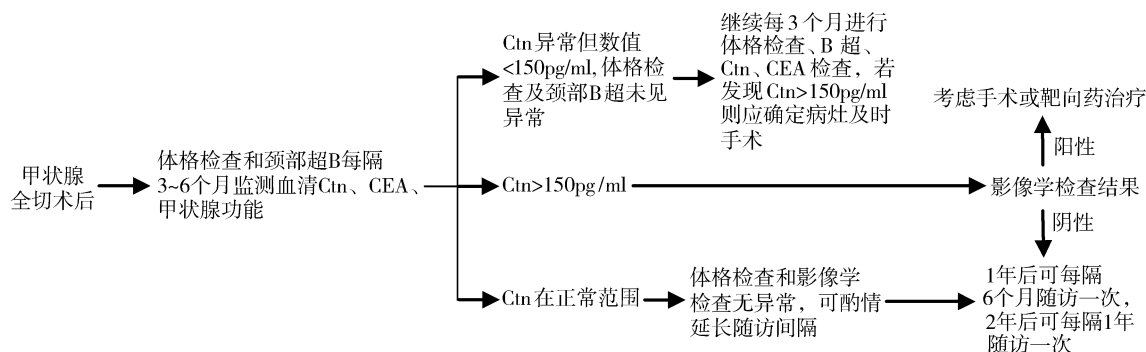 甲状腺
全切术后
体格检查和颈部超B每隔
3~6个月监测血清Ctn、CEA、
甲状腺功能
Ctn异常但数值
<150pg/ml,体格检
查及颈部B超未见
异常
继续每3个月进行
体格检查、B超、
Ctn、CEA检查，若
发现Ctn>150pg/ml
则应确定病灶及时
手术
Ctn>150pg/ml
考虑手术或靶向药治疗
阳性
影像学检查结果
阴性
Ctn在正常范围
体格检查和影像学
检查无异常，可酌情
延长随访间隔
1年后可每隔
6个月随访一次，
2年后可每隔1年
随访一次